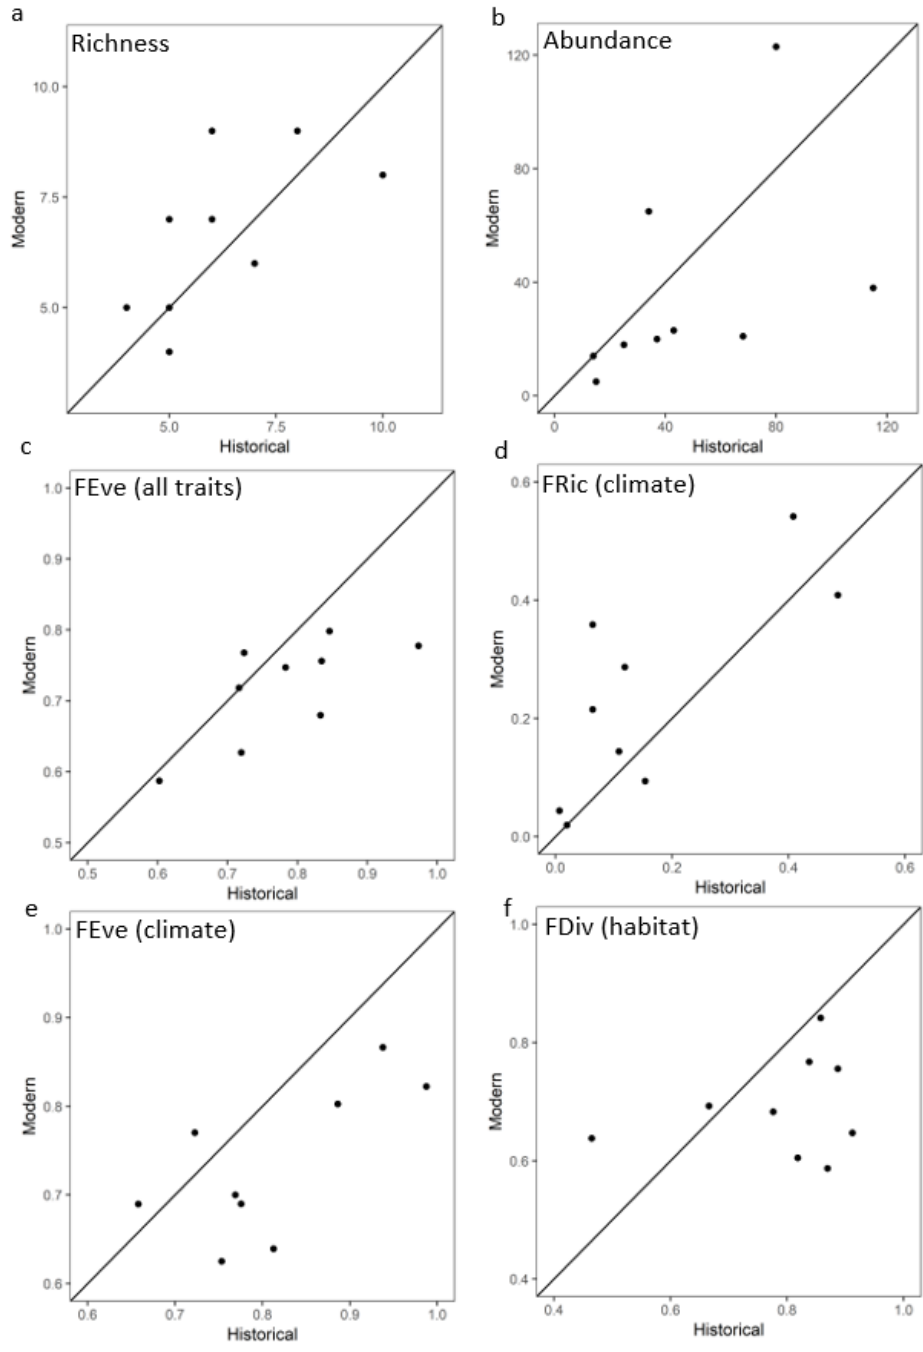 a
Richness
10.0
7.5
5.0
Modern
5.0 7.5 10.0
Historical
b
Abundance
120
80
40
0
Modern
0 40 80 120
Historical
c
FEve (all traits)
1.0
0.9
0.8
0.7
0.6
0.5
Modern
0.5 0.6 0.7 0.8 0.9 1.0
Historical
d
FRic (climate)
0.6
0.4
0.2
0.0
Modern
0.0 0.2 0.4 0.6
Historical
e
FEve (climate)
1.0
0.9
0.8
0.7
0.6
Modern
0.6 0.7 0.8 0.9 1.0
Historical
f
FDiv (habitat)
1.0
0.8
0.6
0.4
Modern
0.4 0.6 0.8 1.0
Historical